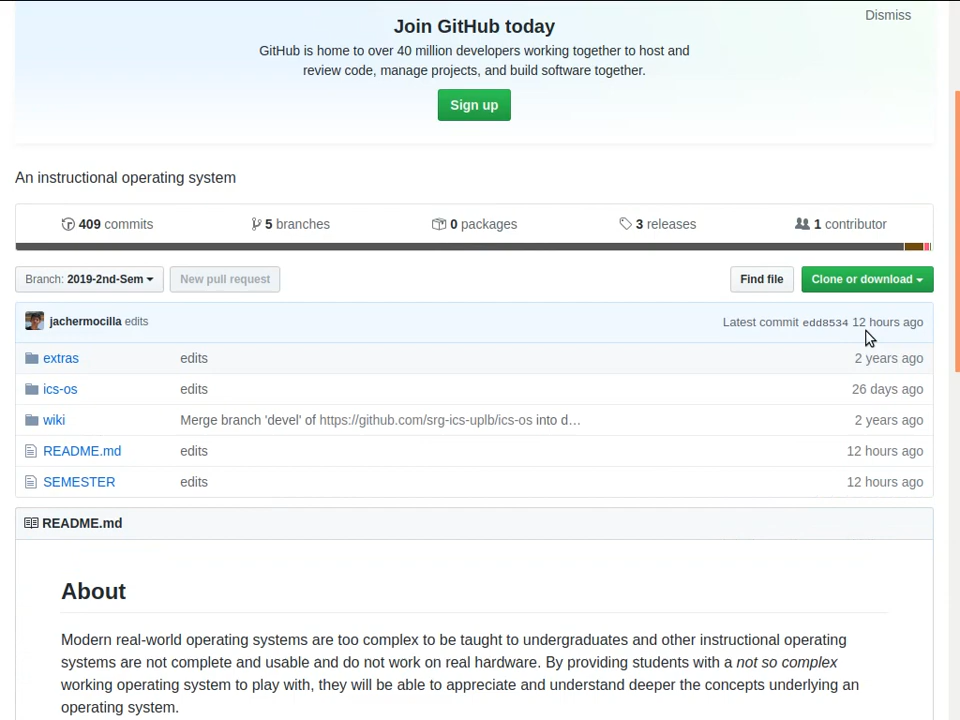 Dismiss
Join GitHub today
GitHub is home to over 40 million developers working together to host and
review code, manage projects, and build software together.
Sign up
An instructional operating system
409 commits 5 branches 0 packages 3 releases 1 contributor
Branch: 2019-2nd-Sem New pull request Find file Clone or download
jachermocilla edits Latest commit edd8534 12 hours ago
extras edits 2 years ago
ics-os edits 26 days ago
wiki Merge branch 'devel' of https://github.com/srg-ics-uplb/ics-os into d… 2 years ago
README.md edits 12 hours ago
SEMESTER edits 12 hours ago
README.md
About
Modern real-world operating systems are too complex to be taught to undergraduates and other instructional operating
systems are not complete and usable and do not work on real hardware. By providing students with a not so complex
working operating system to play with, they will be able to appreciate and understand deeper the concepts underlying an
operating system.